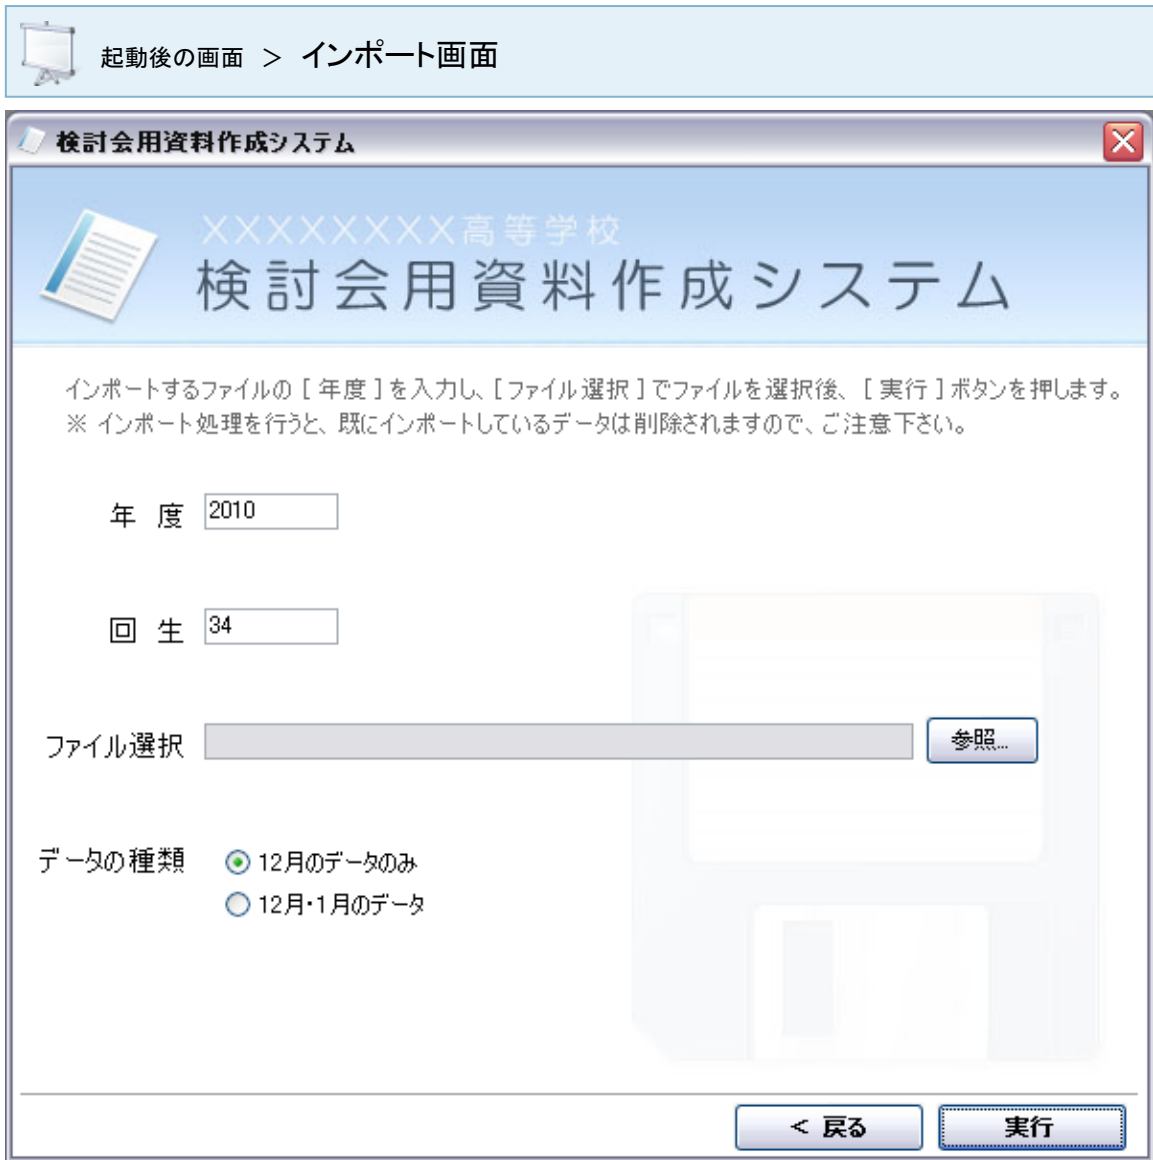 起動後の画面 > インポート画面
検討会用資料作成システム
XXXXXXXX高等学校
検討会用資料作成システム
インポートするファイルの [ 年度 ] を入力し、[ ファイル選択 ] でファイルを選択後、 [ 実行 ] ボタンを押します。
※ インポート処理を行うと、既にインポートしているデータは削除されますので、ご注意下さい。
年 度 2010
回 生 34
ファイル選択 参照...
データの種類 12月のデータのみ
12月・1月のデータ
< 戻る 実行